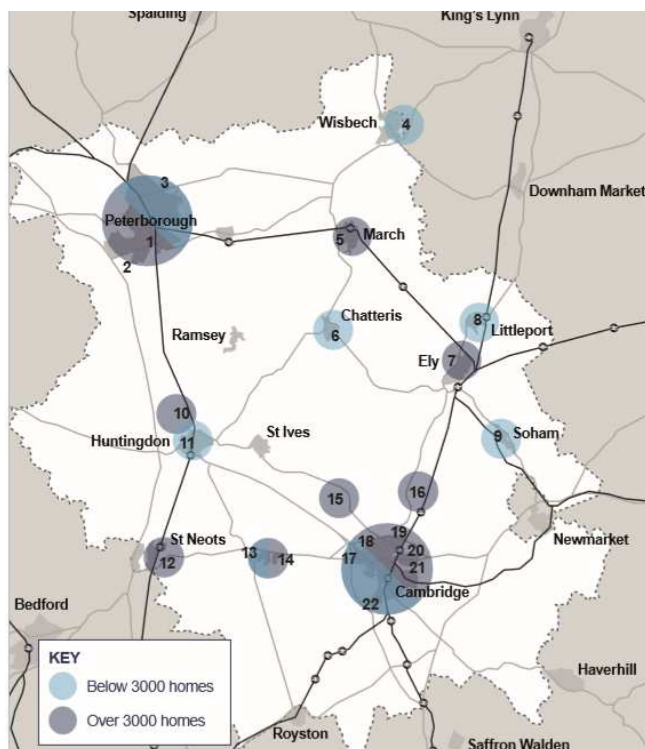 Spalding
King's Lynn
Wisbech
4
3
Downham Market
Peterborough
1
5
March
2
8
Chatteris
Littleport
6
Ramsey
Ely
7
10
Huntingdon
11
St Ives
9
Soham
15
16
19
Newmarket
St Neots
18
12
13
14
17
20
21
Cambridge
22
Bedford
KEY
Below 3000 homes
Over 3000 homes
Haverhill
Royston
Saffron Walden